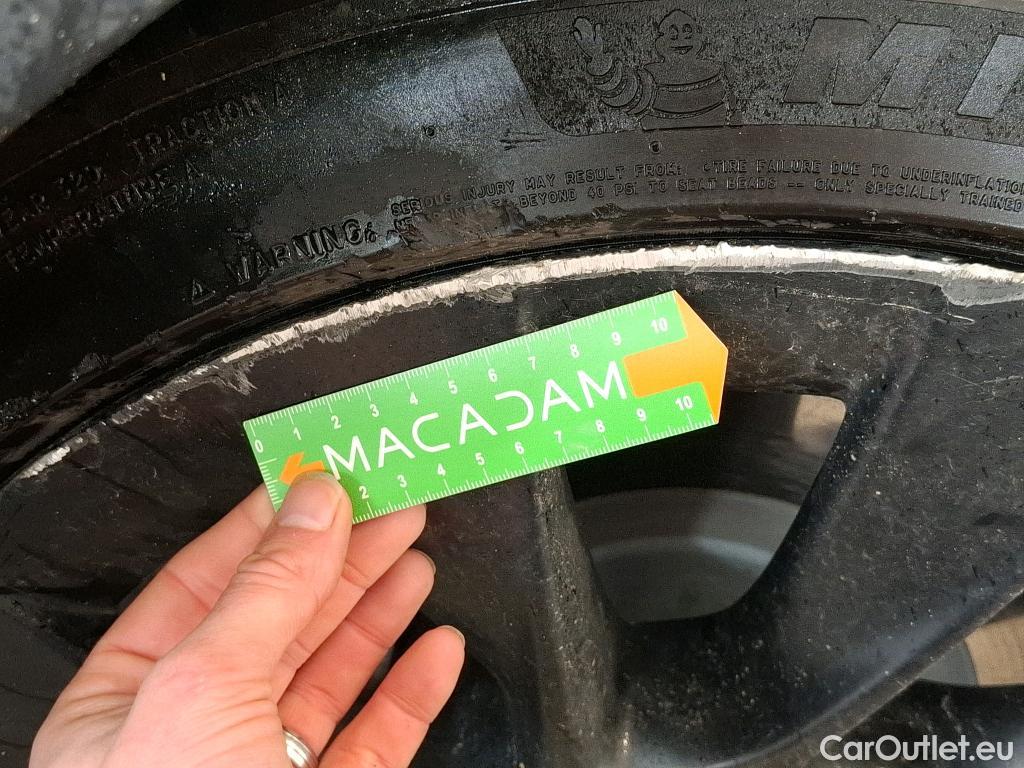 MI
TRACTION A
320
TEMPERATURE A
WARNING:
SERIOUS INJURY MAY RESULT FROM: •TIRE FAILURE DUE TO UNDERINFLATION
BEYOND 40 PSI TO SEAT BEADS -- ONLY SPECIALLY TRAINED
0 1 2 3 4 5 6 7 8 9 10
MACADAM
2 3 4 5 6 7 8 9 10
CarOutlet.eu